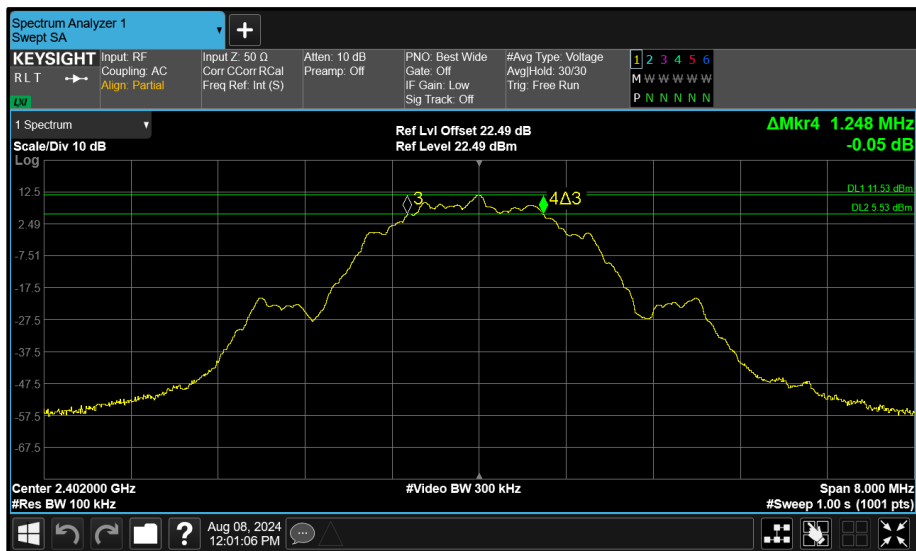 Spectrum Analyzer 1
Swept SA
+
KEYSIGHT
R L T
LXI
Input: RF
Coupling: AC
Align: Partial
Input Z: 50 Ω
Corr CCorr RCal
Freq Ref: Int (S)
Atten: 10 dB
Preamp: Off
PNO: Best Wide
Gate: Off
IF Gain: Low
Sig Track: Off
#Avg Type: Voltage
Avg|Hold: 30/30
Trig: Free Run
1 2 3 4 5 6
M W W W W W
P N N N N N
1 Spectrum
Scale/Div 10 dB
Log
Ref Lvl Offset 22.49 dB
Ref Level 22.49 dBm
ΔMkr4 1.248 MHz
-0.05 dB
DL1 11.53 dBm
DL2 5.53 dBm
3
4Δ3
12.5
2.49
-7.51
-17.5
-27.5
-37.5
-47.5
-57.5
-67.5
Center 2.402000 GHz
#Video BW 300 kHz
Span 8.000 MHz
#Res BW 100 kHz
#Sweep 1.00 s (1001 pts)
?
Aug 08, 2024
12:01:06 PM